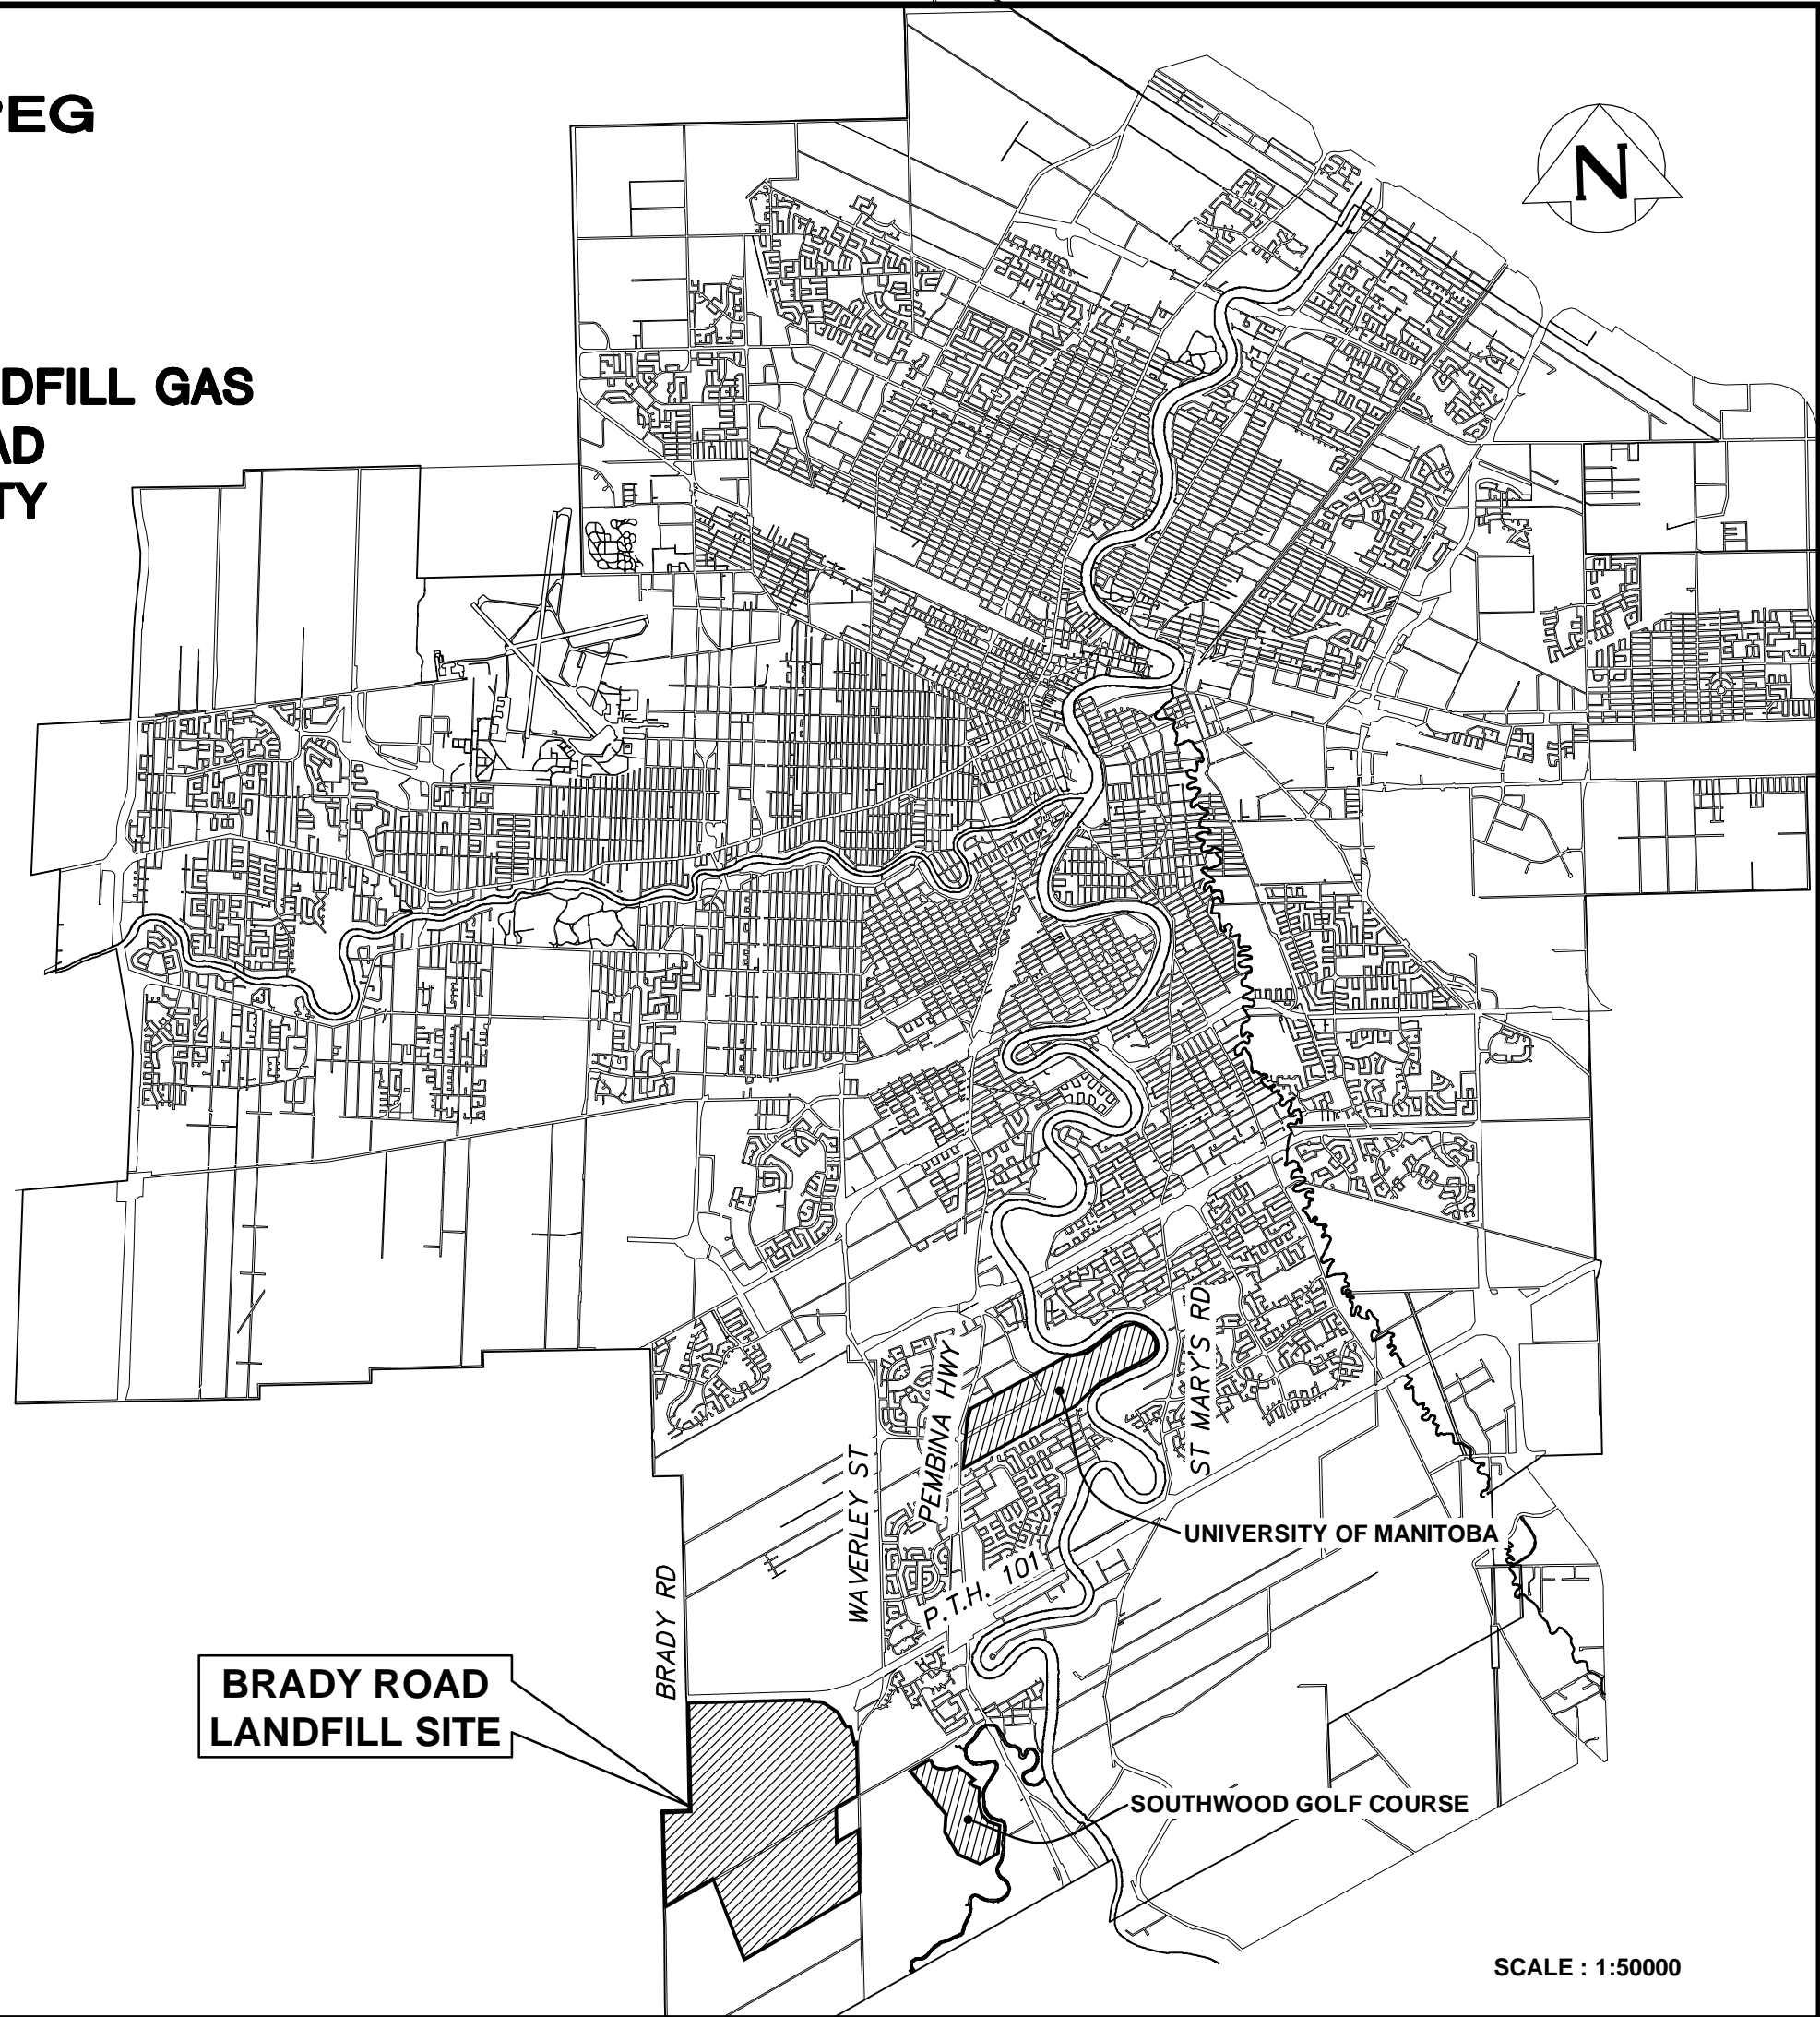 PEG
N
DFILL GAS
AD
TY
ST MARY'S RD
PEMBINA HWY
WAVERLEY ST
UNIVERSITY OF MANITOBA
P.T.H. 101
BRADY RD
BRADY ROAD
LANDFILL SITE
SOUTHWOOD GOLF COURSE
SCALE : 1:50000